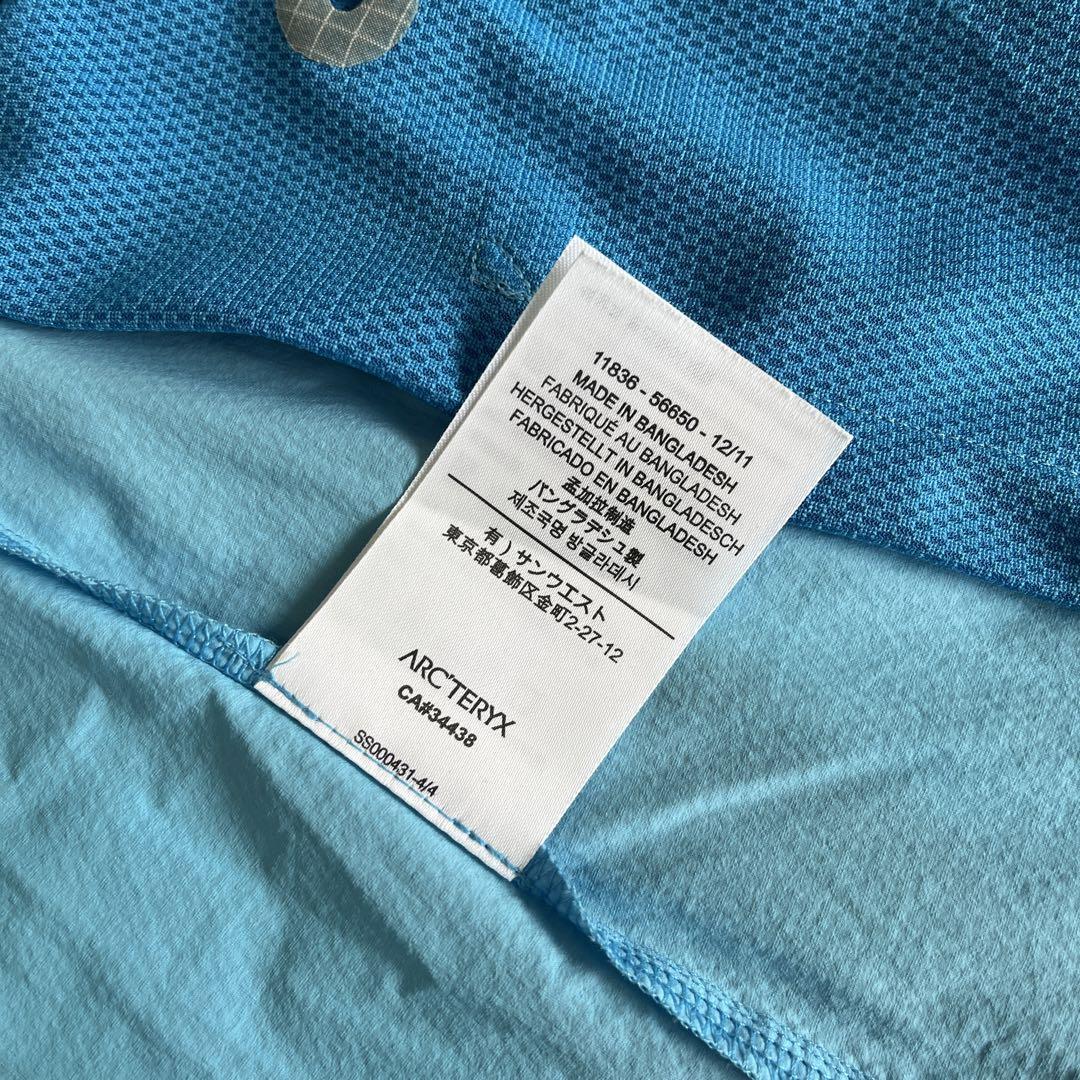 11836 - 56650 - 12/11
MADE IN BANGLADESH
FABRIQUÉ AU BANGLADESH
HERGESTELLT IN BANGLADESCH
FABRICADO EN BANGLADESH
孟加拉制造
バングラデシュ製
제조국명 방글라데시
有）サンウエスト
東京都葛飾区金町2-27-12
ARC'TERYX
CA#34438
SS000431-4/4